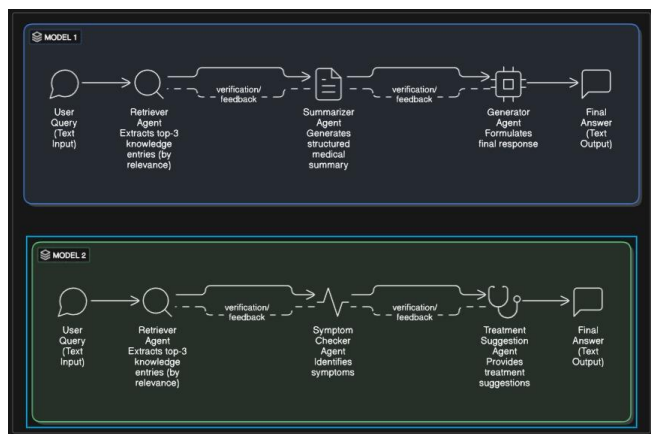 MODEL 1
verification/
feedback
verification/
feedback
User
Query
(Text
Input)
Retriever
Agent
Extracts top-3
knowledge
entries (by
relevance)
Summarizer
Agent
Generates
structured
medical
summary
Generator
Agent
Formulates
final response
Final
Answer
(Text
Output)
MODEL 2
verification/
feedback
verification/
feedback
User
Query
(Text
Input)
Retriever
Agent
Extracts top-3
knowledge
entries (by
relevance)
Symptom
Checker
Agent
Identifies
symptoms
Treatment
Suggestion
Agent
Provides
treatment
suggestions
Final
Answer
(Text
Output)